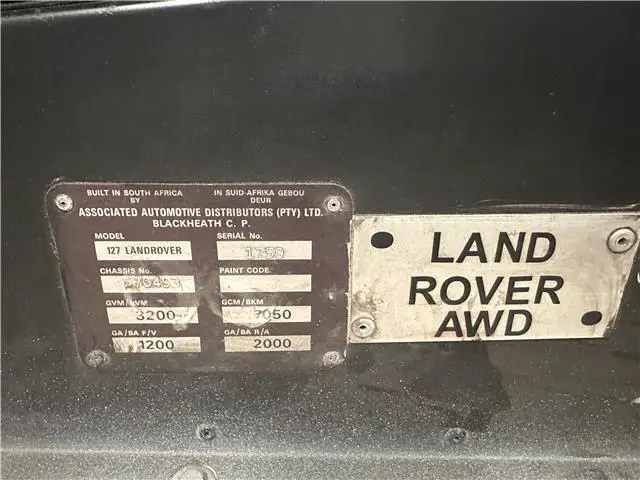 BUILT IN SOUTH AFRICA BY
IN SUID-AFRIKA GEBOU DEUR
ASSOCIATED AUTOMOTIVE DISTRIBUTORS (PTY) LTD.
BLACKHEATH C. P.
MODEL
SERIAL No.
127 LANDROVER
1750
CHASSIS No.
PAINT CODE.
GVM/BVM
GCM/BKM
3200
7050
GA/BA F/V
GA/BA R/A
1200
2000
LAND
ROVER
AWD